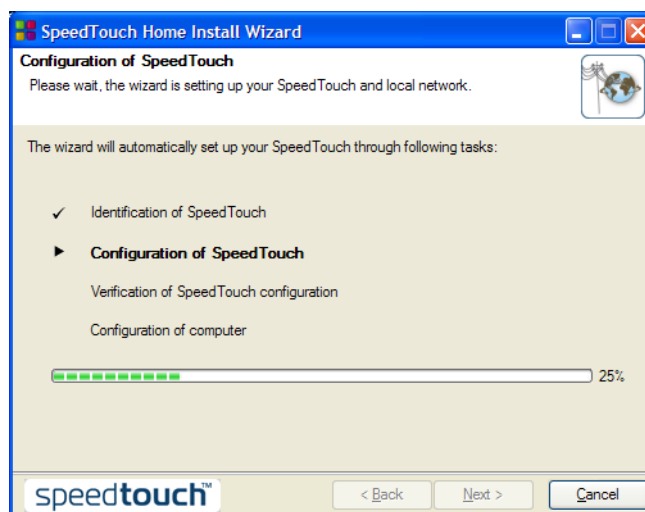 SpeedTouch Home Install Wizard
Configuration of SpeedTouch
Please wait, the wizard is setting up your SpeedTouch and local network.
The wizard will automatically set up your SpeedTouch through following tasks:
✓ Identification of SpeedTouch
► Configuration of SpeedTouch
Verification of SpeedTouch configuration
Configuration of computer
25%
speedtouch™
< Back Next > Cancel